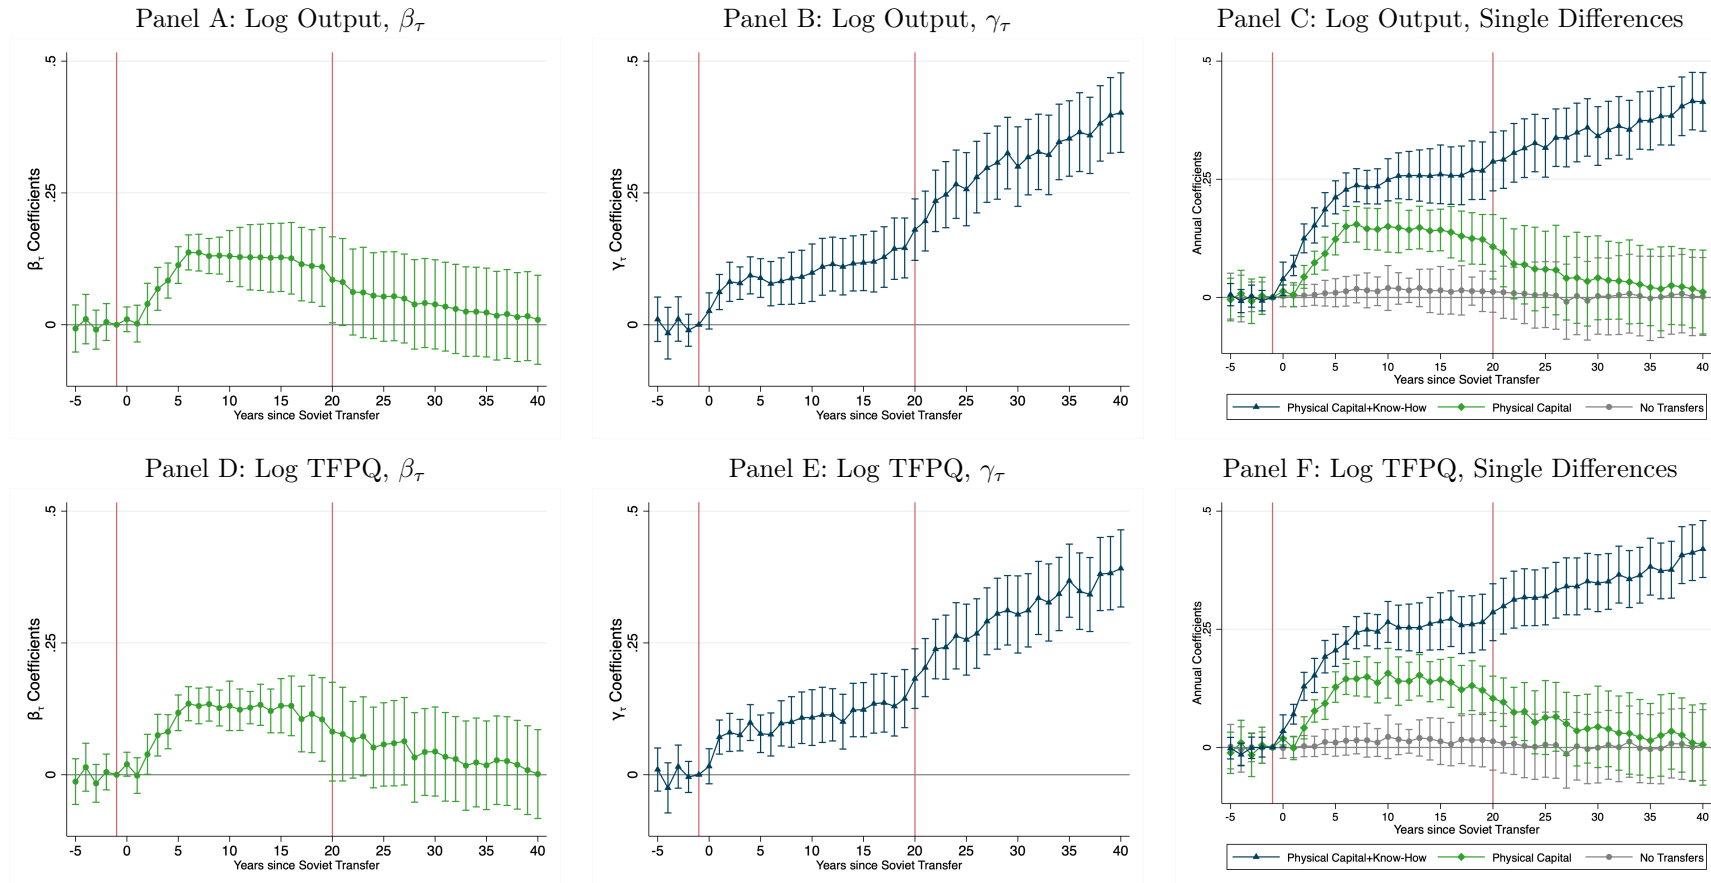 Panel A: Log Output, βτ
Panel B: Log Output, γτ
Panel C: Log Output, Single Differences
βτ Coefficients
.5
.25
0
-5 0 5 10 15 20 25 30 35 40
Years since Soviet Transfer
γτ Coefficients
.5
.25
0
-5 0 5 10 15 20 25 30 35 40
Years since Soviet Transfer
Annual Coefficients
.5
.25
0
-5 0 5 10 15 20 25 30 35 40
Years since Soviet Transfer
Physical Capital+Know-How Physical Capital No Transfers
Panel D: Log TFPQ, βτ
Panel E: Log TFPQ, γτ
Panel F: Log TFPQ, Single Differences
βτ Coefficients
.5
.25
0
-5 0 5 10 15 20 25 30 35 40
Years since Soviet Transfer
γτ Coefficients
.5
.25
0
-5 0 5 10 15 20 25 30 35 40
Years since Soviet Transfer
Annual Coefficients
.5
.25
0
-5 0 5 10 15 20 25 30 35 40
Years since Soviet Transfer
Physical Capital+Know-How Physical Capital No Transfers